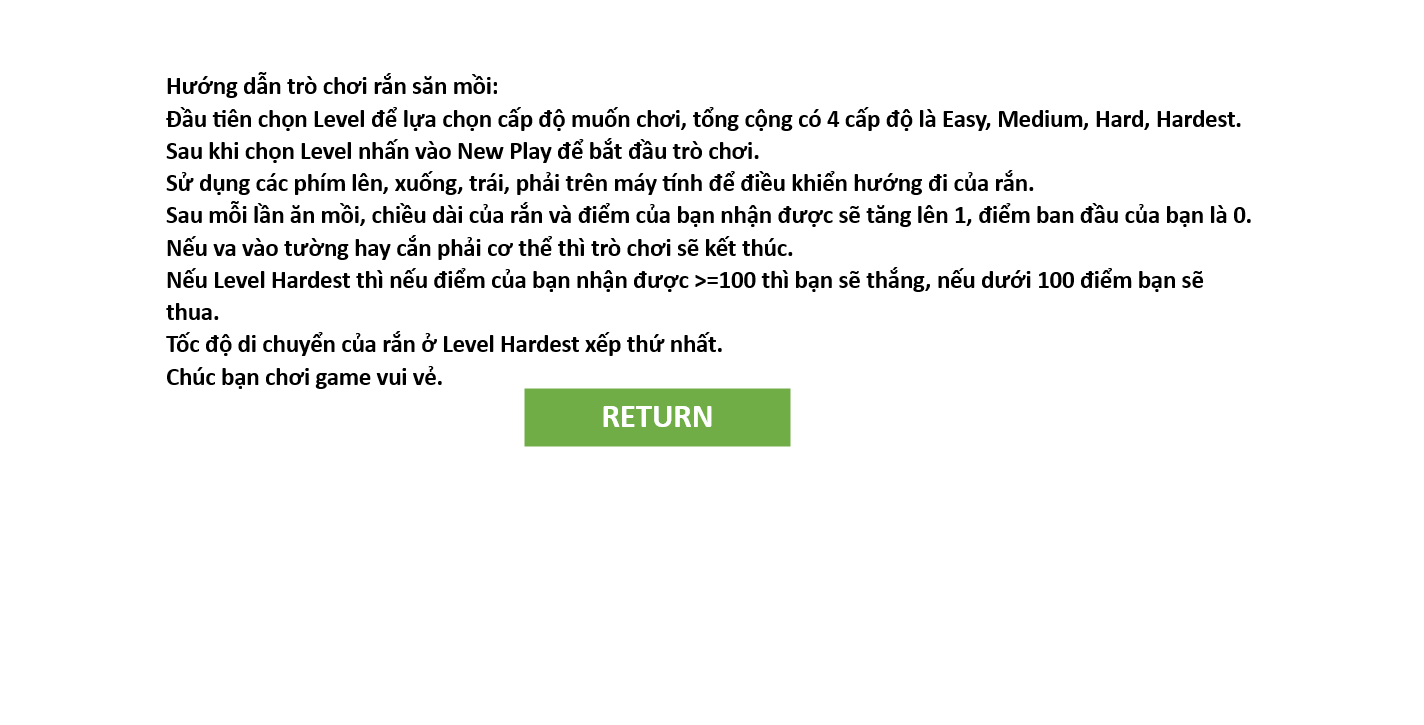 Hướng dẫn trò chơi rắn săn mồi:
Đầu tiên chọn Level để lựa chọn cấp độ muốn chơi, tổng cộng có 4 cấp độ là Easy, Medium, Hard, Hardest.
Sau khi chọn Level nhấn vào New Play để bắt đầu trò chơi.
Sử dụng các phím lên, xuống, trái, phải trên máy tính để điều khiển hướng đi của rắn.
Sau mỗi lần ăn mồi, chiều dài của rắn và điểm của bạn nhận được sẽ tăng lên 1, điểm ban đầu của bạn là 0.
Nếu va vào tường hay cắn phải cơ thể thì trò chơi sẽ kết thúc.
Nếu Level Hardest thì nếu điểm của bạn nhận được >=100 thì bạn sẽ thắng, nếu dưới 100 điểm bạn sẽ
thua.
Tốc độ di chuyển của rắn ở Level Hardest xếp thứ nhất.
Chúc bạn chơi game vui vẻ.
RETURN